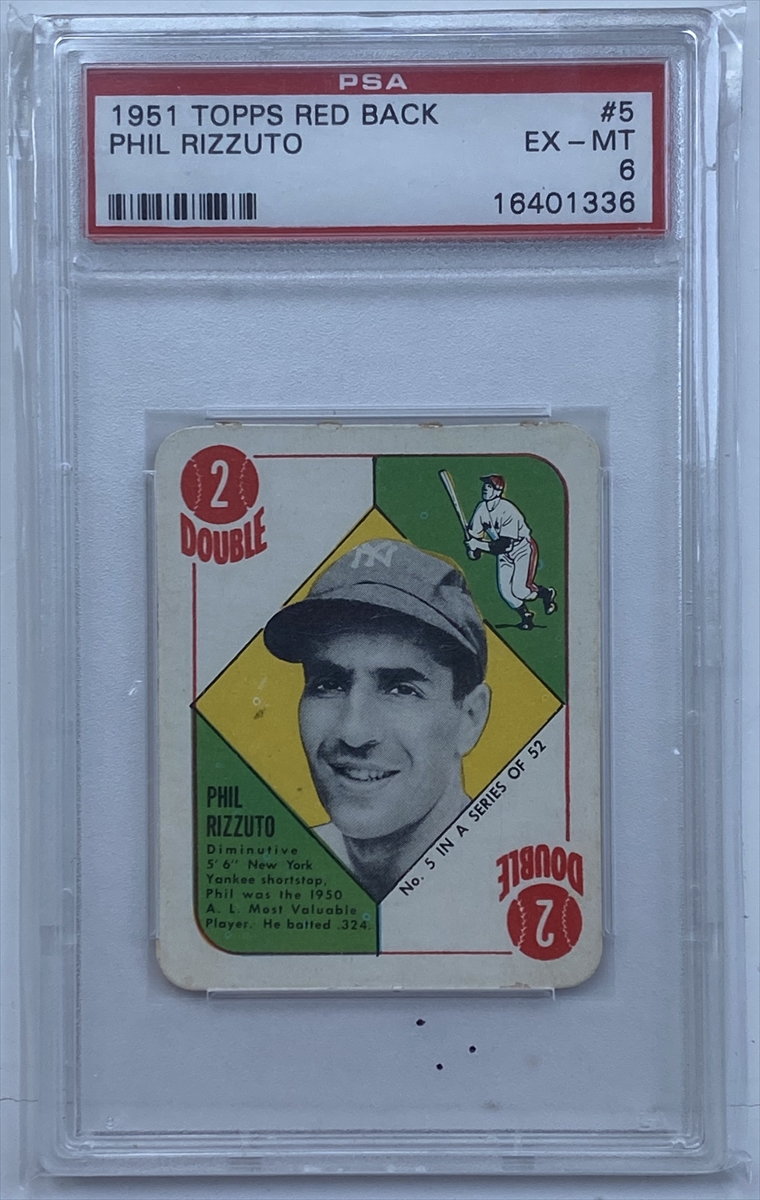 PSA
1951 TOPPS RED BACK #5
PHIL RIZZUTO EX - MT
6
16401336
2
DOUBLE
NY
PHIL
RIZZUTO
Diminutive
5' 6" New York
Yankee shortstop,
Phil was the 1950
A. L. Most Valuable
Player. He batted .324.
No. 5 IN A SERIES OF 52
DOUBLE
2